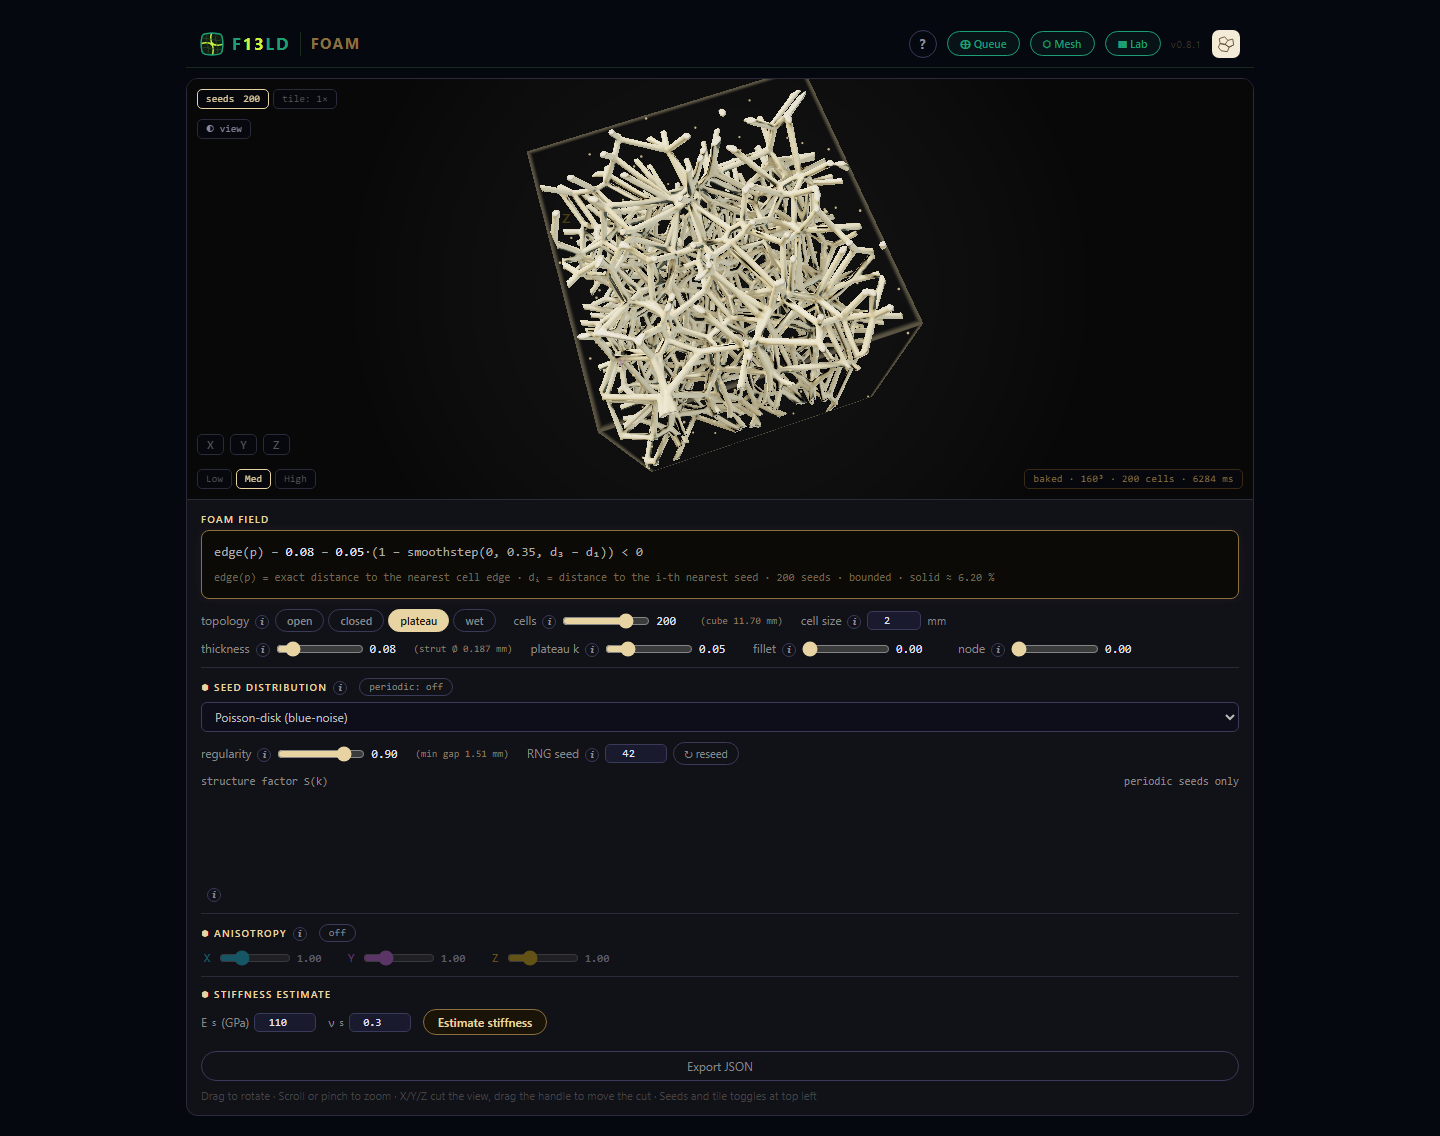 F13LD FOAM ? Queue Mesh Lab v0.8.1
seeds 200 tile: 1×
view
Z
X Y Z
Low Med High baked · 160³ · 200 cells · 6284 ms
FOAM FIELD
edge(p) − 0.08 − 0.05·(1 − smoothstep(0, 0.35, d₃ − d₁)) < 0
edge(p) = exact distance to the nearest cell edge · dᵢ = distance to the i-th nearest seed · 200 seeds · bounded · solid ≈ 6.20 %
topology i open closed plateau wet cells i 200 (cube 11.70 mm) cell size i 2 mm
thickness i 0.08 (strut Ø 0.187 mm) plateau k i 0.05 fillet i 0.00 node i 0.00
SEED DISTRIBUTION i periodic: off
Poisson-disk (blue-noise)
regularity i 0.90 (min gap 1.51 mm) RNG seed i 42 ↻ reseed
structure factor S(k) periodic seeds only
i
ANISOTROPY i off
X 1.00 Y 1.00 Z 1.00
STIFFNESS ESTIMATE
E s (GPa) 110 ν s 0.3 Estimate stiffness
Export JSON
Drag to rotate · Scroll or pinch to zoom · X/Y/Z cut the view, drag the handle to move the cut · Seeds and tile toggles at top left